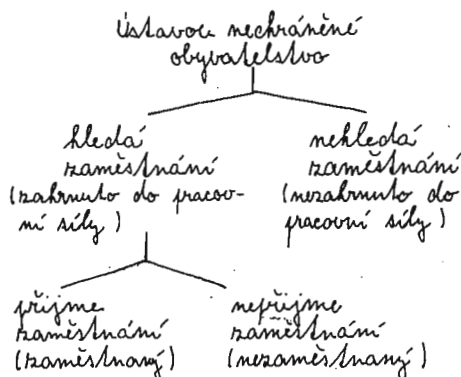 Ústavou nechráněné
obyvatelstvo
hledá
zaměstnání
(zahrnuto do pracov-
ní síly)
nehledá
zaměstnání
(nezahrnuto do
pracovní síly)
přijme
zaměstnání
(zaměstnaný)
nepřijme
zaměstnání
(nezaměstnaný)